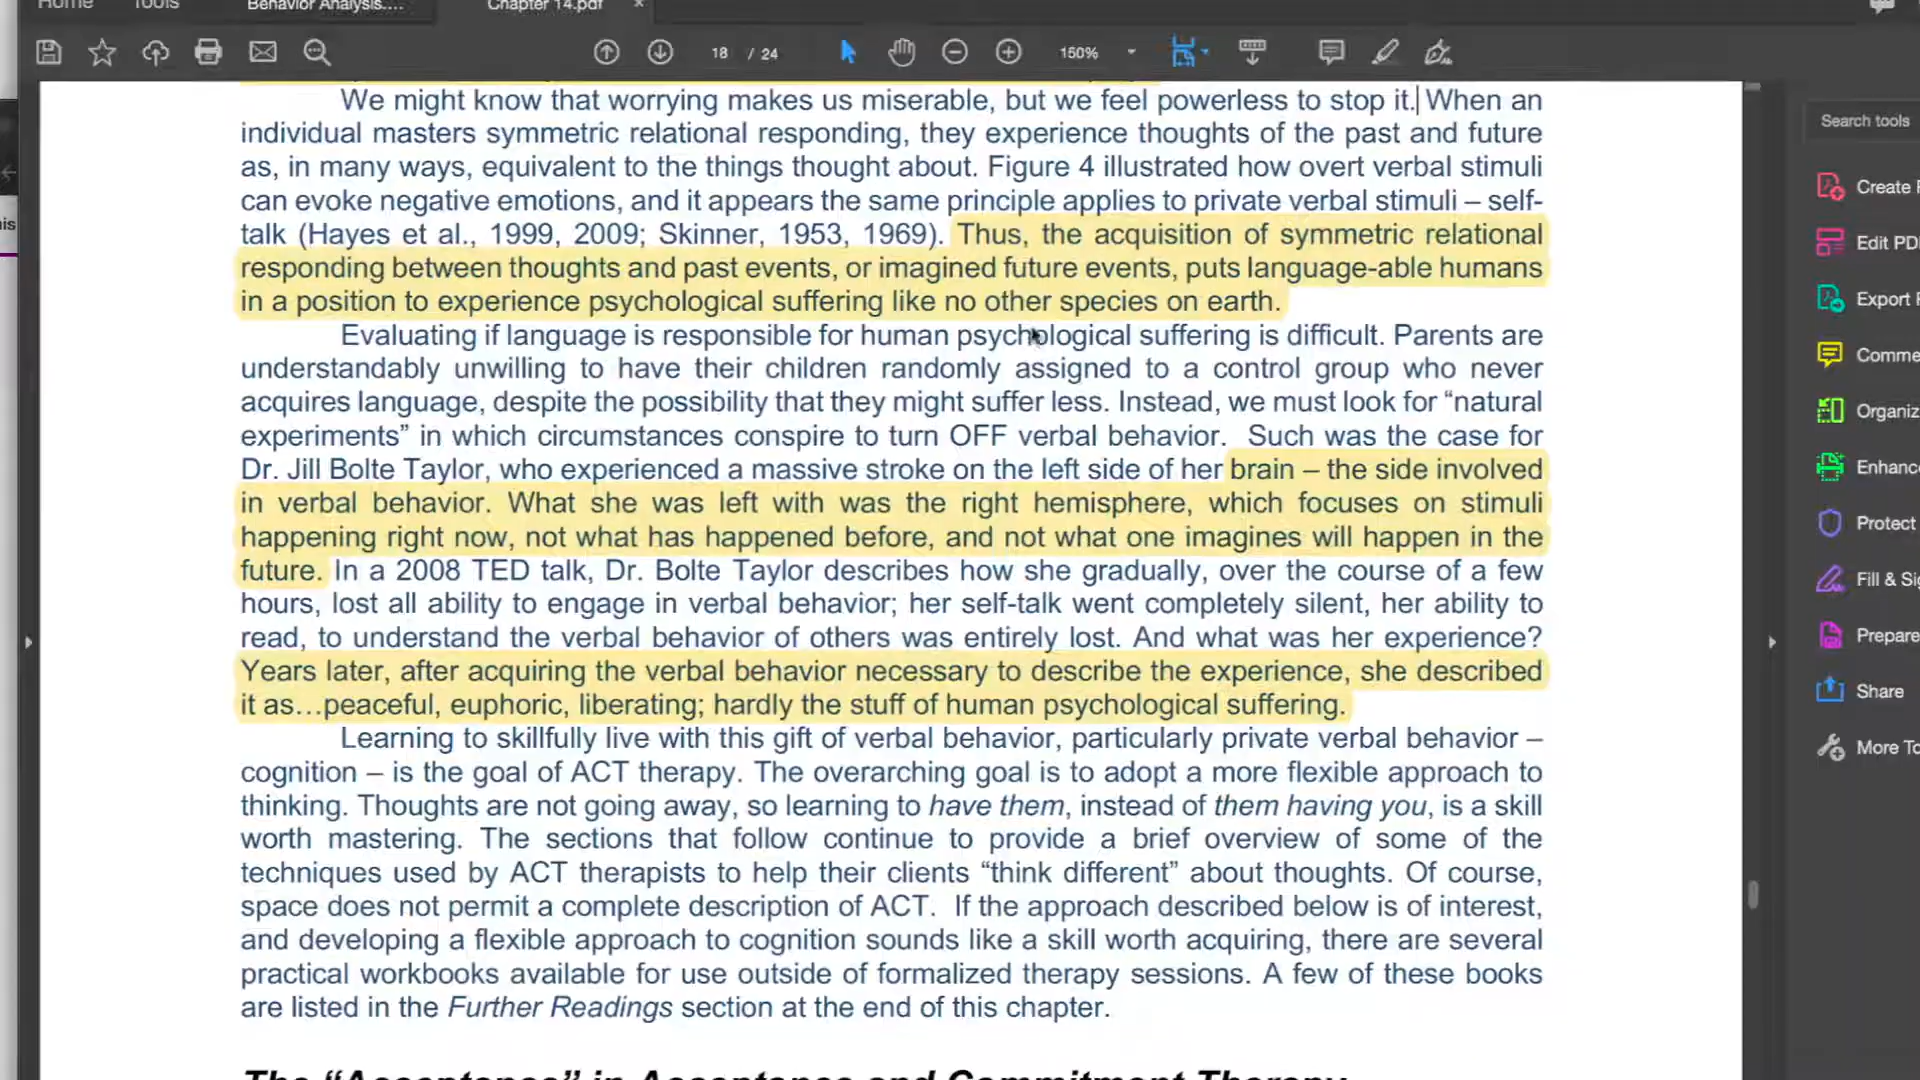 Home Tools Behavior Analysis.... Chapter 14.pdf ×
18 / 24 150%
We might know that worrying makes us miserable, but we feel powerless to stop it. When an
individual masters symmetric relational responding, they experience thoughts of the past and future
as, in many ways, equivalent to the things thought about. Figure 4 illustrated how overt verbal stimuli
can evoke negative emotions, and it appears the same principle applies to private verbal stimuli – self-
talk (Hayes et al., 1999, 2009; Skinner, 1953, 1969). Thus, the acquisition of symmetric relational
responding between thoughts and past events, or imagined future events, puts language-able humans
in a position to experience psychological suffering like no other species on earth.
Evaluating if language is responsible for human psychological suffering is difficult. Parents are
understandably unwilling to have their children randomly assigned to a control group who never
acquires language, despite the possibility that they might suffer less. Instead, we must look for “natural
experiments” in which circumstances conspire to turn OFF verbal behavior. Such was the case for
Dr. Jill Bolte Taylor, who experienced a massive stroke on the left side of her brain – the side involved
in verbal behavior. What she was left with was the right hemisphere, which focuses on stimuli
happening right now, not what has happened before, and not what one imagines will happen in the
future. In a 2008 TED talk, Dr. Bolte Taylor describes how she gradually, over the course of a few
hours, lost all ability to engage in verbal behavior; her self-talk went completely silent, her ability to
read, to understand the verbal behavior of others was entirely lost. And what was her experience?
Years later, after acquiring the verbal behavior necessary to describe the experience, she described
it as…peaceful, euphoric, liberating; hardly the stuff of human psychological suffering.
Learning to skillfully live with this gift of verbal behavior, particularly private verbal behavior –
cognition – is the goal of ACT therapy. The overarching goal is to adopt a more flexible approach to
thinking. Thoughts are not going away, so learning to have them, instead of them having you, is a skill
worth mastering. The sections that follow continue to provide a brief overview of some of the
techniques used by ACT therapists to help their clients “think different” about thoughts. Of course,
space does not permit a complete description of ACT. If the approach described below is of interest,
and developing a flexible approach to cognition sounds like a skill worth acquiring, there are several
practical workbooks available for use outside of formalized therapy sessions. A few of these books
are listed in the Further Readings section at the end of this chapter.
The “Acceptance” in Acceptance and Commitment Therapy
Search tools
Create
Edit PD
Export
Comme
Organiz
Enhanc
Protect
Fill & Si
Prepare
Share
More To